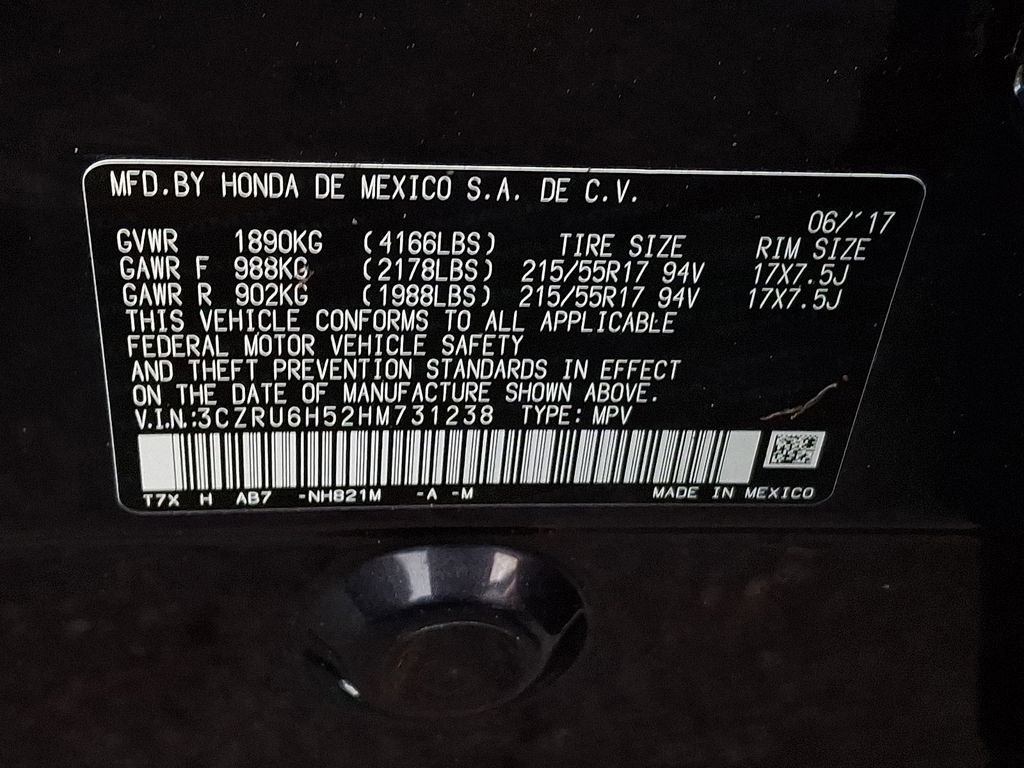 MFD.BY HONDA DE MEXICO S.A. DE C.V.
06/'17
GVWR 1890KG (4166LBS) TIRE SIZE RIM SIZE
GAWR F 988KG (2178LBS) 215/55R17 94V 17X7.5J
GAWR R 902KG (1988LBS) 215/55R17 94V 17X7.5J
THIS VEHICLE CONFORMS TO ALL APPLICABLE
FEDERAL MOTOR VEHICLE SAFETY
AND THEFT PREVENTION STANDARDS IN EFFECT
ON THE DATE OF MANUFACTURE SHOWN ABOVE.
V.I.N.:3CZRU6H52HM731238 TYPE: MPV
T7X H AB7 -NH821M -A -M MADE IN MEXICO